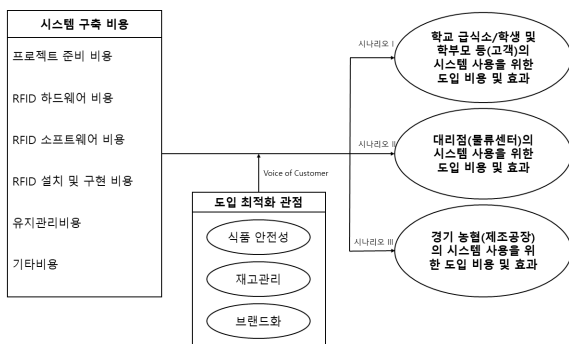 시스템 구축 비용
프로젝트 준비 비용
RFID 하드웨어 비용
RFID 소프트웨어 비용
RFID 설치 및 구현 비용
유지관리비용
기타비용
Voice of Customer
도입 최적화 관점
식품 안전성
재고관리
브랜드화
시나리오 I
학교 급식소/학생 및
학부모 등(고객)의
시스템 사용을 위한
도입 비용 및 효과
시나리오 II
대리점(물류센터)의
시스템 사용을 위한
도입 비용 및 효과
시나리오 III
경기 농협(제조공장)
의 시스템 사용을 위
한 도입 비용 및 효과